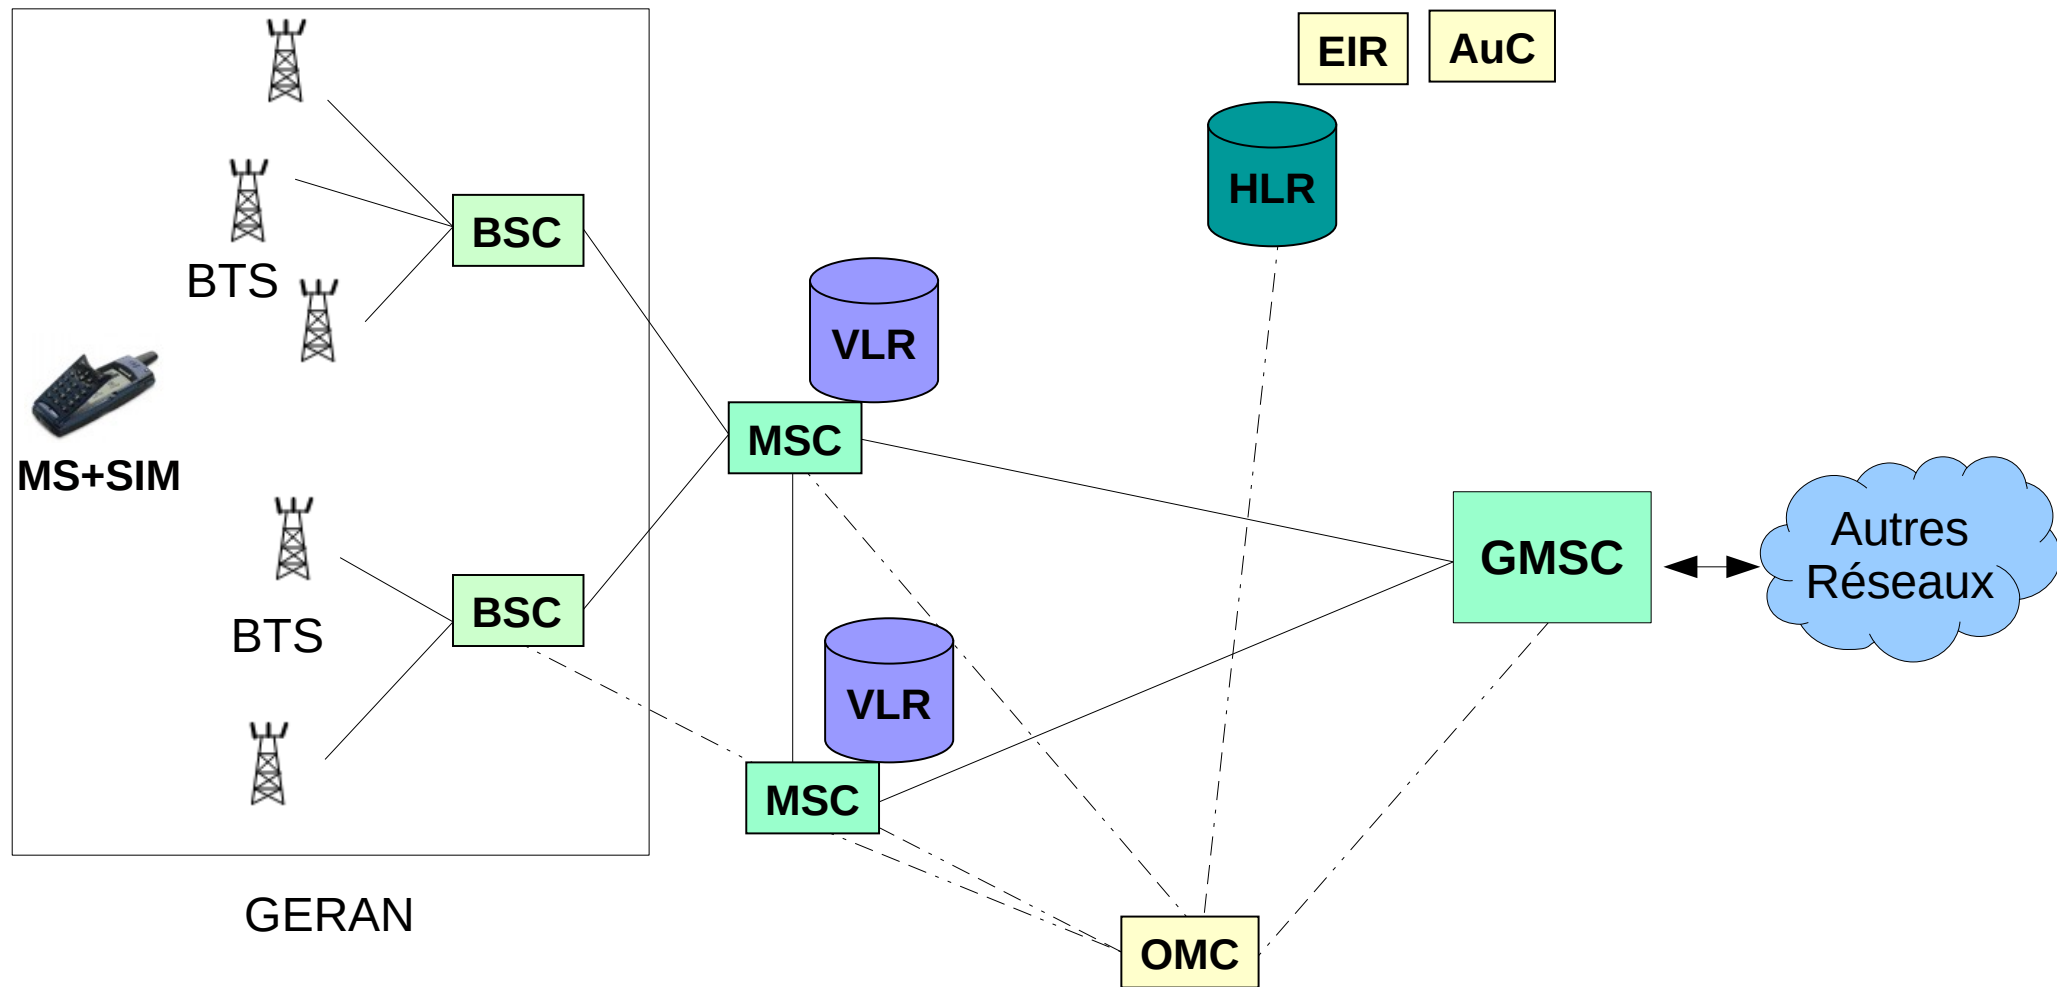 EIR
AuC
HLR
BSC
BTS
VLR
MSC
MS+SIM
GMSC
Autres
Réseaux
BSC
BTS
VLR
MSC
GERAN
OMC